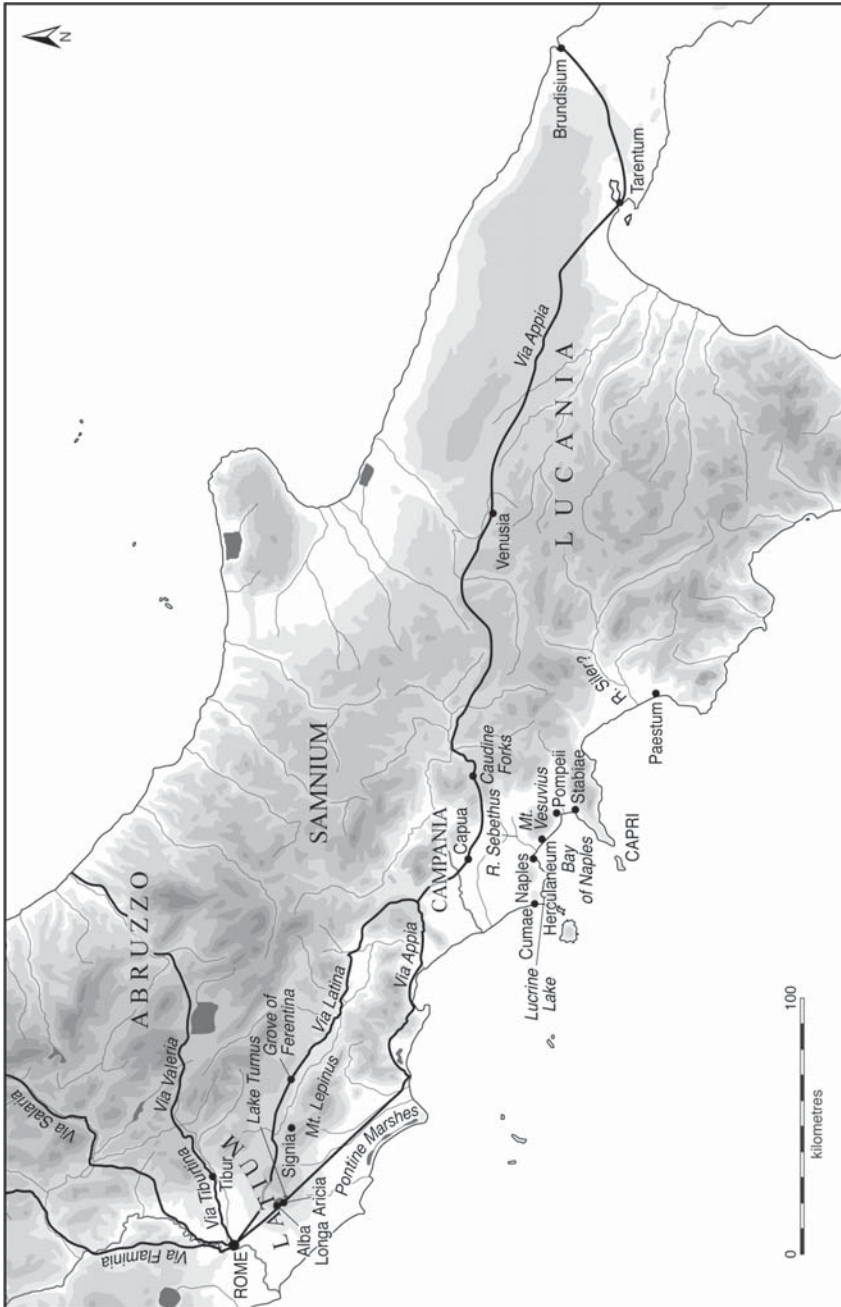 N
Via Salaria
Via Flaminia
ABRUZZO
Via Valeria
Via Tiburtina
Tibur
ROME
LATIUM
Lake Turnus
Grove of
Ferentina
Via Latina
Signia
Mt. Lepinus
Alba
Longa
Aricia
Pontine Marshes
Via Appia
SAMNIUM
CAMPANIA
Capua
Caudine
Forks
R. Sebethus
Cumae
Naples
Mt.
Vesuvius
Herculaneum
Pompeii
Stabiae
Bay
of Naples
Lucrine
Lake
CAPRI
R. Siler?
Paestum
Venusia
Via Appia
LUCANIA
Tarentum
Brundisium
0
100
kilometres